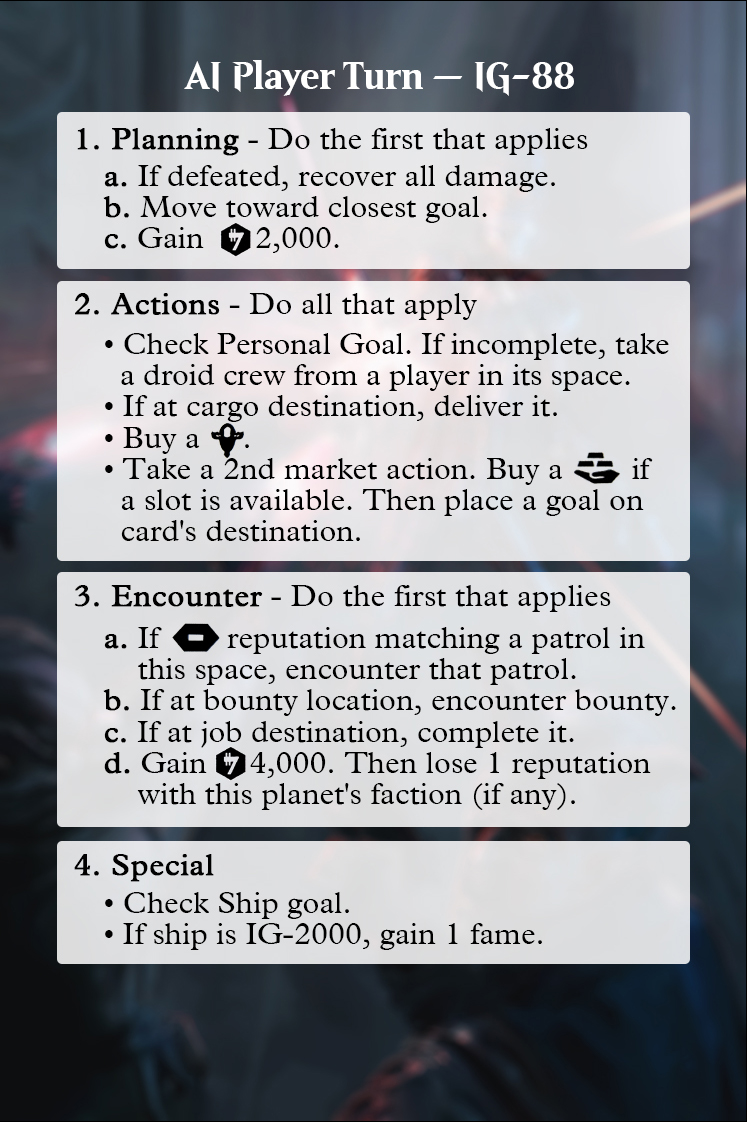 AI Player Turn — IG-88
1. Planning - Do the first that applies
a. If defeated, recover all damage.
b. Move toward closest goal.
c. Gain 2,000.
2. Actions - Do all that apply
• Check Personal Goal. If incomplete, take
a droid crew from a player in its space.
• If at cargo destination, deliver it.
• Buy a .
• Take a 2nd market action. Buy a if
a slot is available. Then place a goal on
card's destination.
3. Encounter - Do the first that applies
a. If reputation matching a patrol in
this space, encounter that patrol.
b. If at bounty location, encounter bounty.
c. If at job destination, complete it.
d. Gain 4,000. Then lose 1 reputation
with this planet's faction (if any).
4. Special
• Check Ship goal.
• If ship is IG-2000, gain 1 fame.